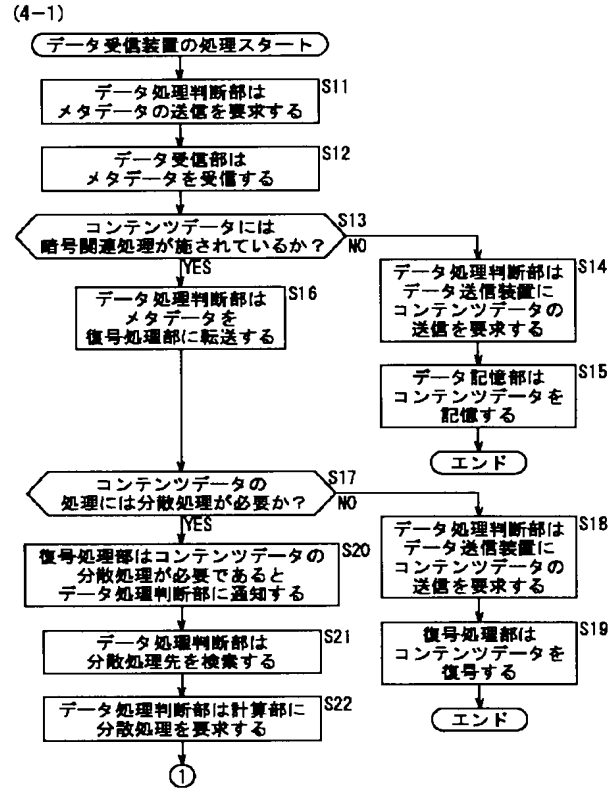 (4-1)
データ受信装置の処理スタート
データ処理判断部は
メタデータの送信を要求する
S11
データ受信部は
メタデータを受信する
S12
コンテンツデータには
暗号関連処理が施されているか?
S13
NO
YES
データ処理判断部は
データ送信装置に
コンテンツデータの
送信を要求する
S14
データ記憶部は
コンテンツデータを
記憶する
S15
エンド
データ処理判断部は
メタデータを
復号処理部に転送する
S16
コンテンツデータの
処理には分散処理が必要か?
S17
NO
YES
データ処理判断部は
データ送信装置に
コンテンツデータの
送信を要求する
S18
復号処理部は
コンテンツデータを
復号する
S19
エンド
復号処理部はコンテンツデータの
分散処理が必要であると
データ処理判断部に通知する
S20
データ処理判断部は
分散処理先を検索する
S21
データ処理判断部は計算部に
分散処理を要求する
S22
1